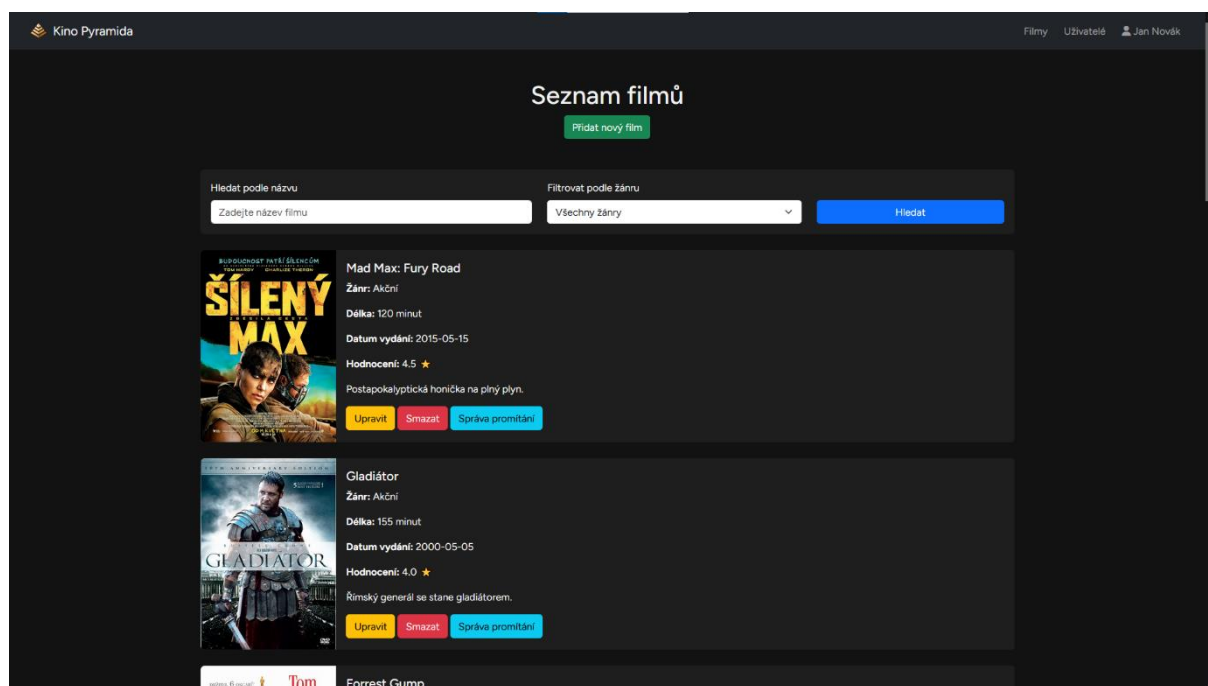 Kino Pyramida
Filmy Uživatelé Jan Novák
Seznam filmů
Přidat nový film
Hledat podle názvu
Filtrovat podle žánru
Zadejte název filmu
Všechny žánry
Hledat
BUDOUCNOST PATŘÍ ŠÍLENCŮM
TOM HARDY CHARLIZE THERON
ŠÍLENÝ
MAX
Mad Max: Fury Road
Žánr: Akční
Délka: 120 minut
Datum vydání: 2015-05-15
Hodnocení: 4.5 ★
Postapokalyptická honička na plný plyn.
Upravit
Smazat
Správa promítání
GLADIATOR
Gladiátor
Žánr: Akční
Délka: 155 minut
Datum vydání: 2000-05-05
Hodnocení: 4.0 ★
Římský generál se stane gladiátorem.
Upravit
Smazat
Správa promítání
Tom
Forrest Gump